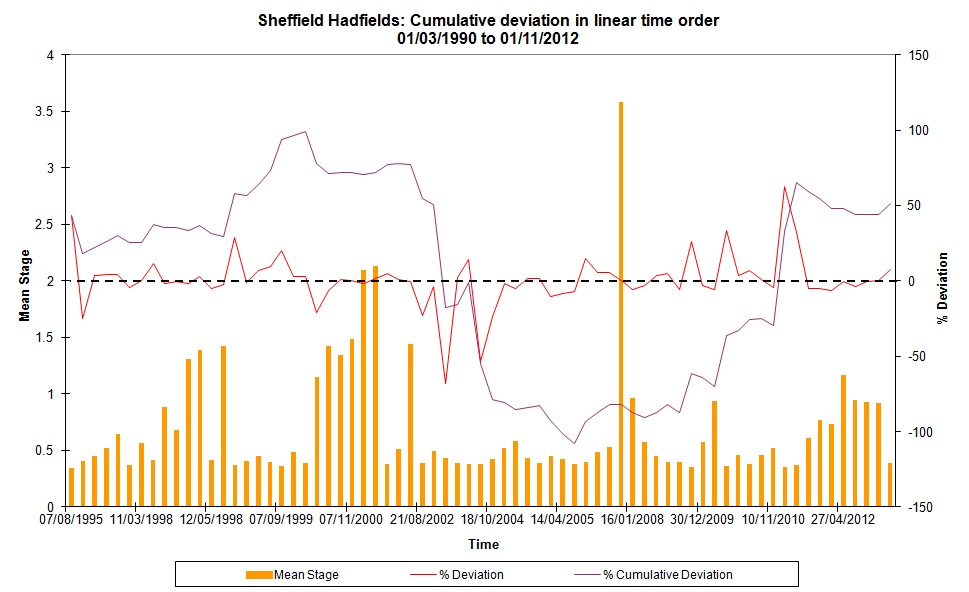 Sheffield Hadfields: Cumulative deviation in linear time order
01/03/1990 to 01/11/2012
4
3.5
3
2.5
2
1.5
1
0.5
0
Mean Stage
150
100
50
0
-50
-100
-150
% Deviation
07/08/1995 11/03/1998 12/05/1998 07/09/1999 07/11/2000 21/08/2002 18/10/2004 14/04/2005 16/01/2008 30/12/2009 10/11/2010 27/04/2012
Time
Mean Stage % Deviation % Cumulative Deviation